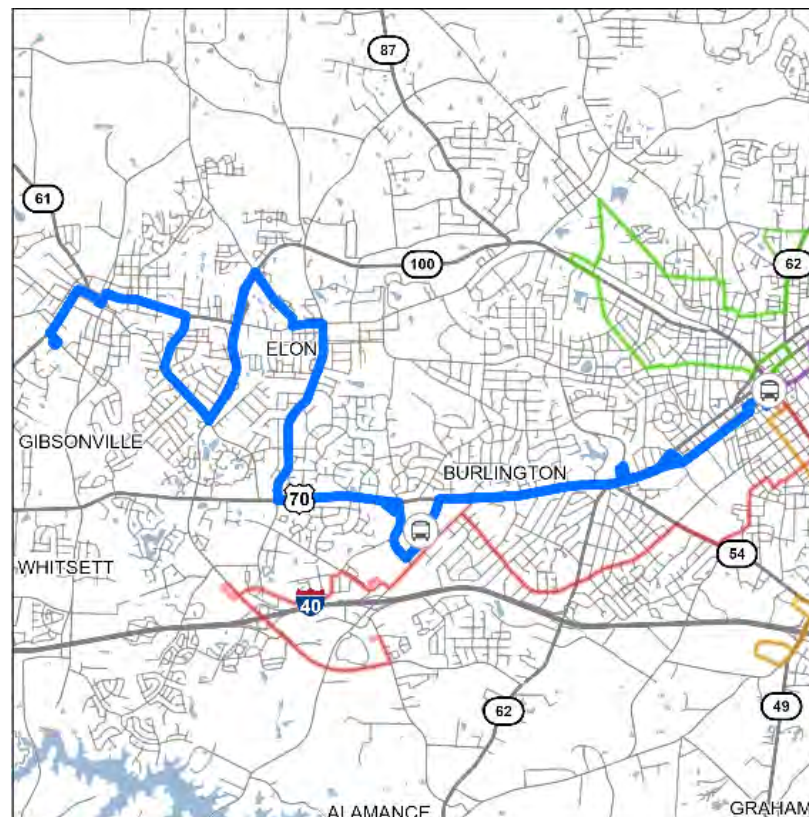 87
61
100
62
ELON
GIBSONVILLE
BURLINGTON
70
54
WHITSETT
40
62
49
ALAMANCE
GRAHAM